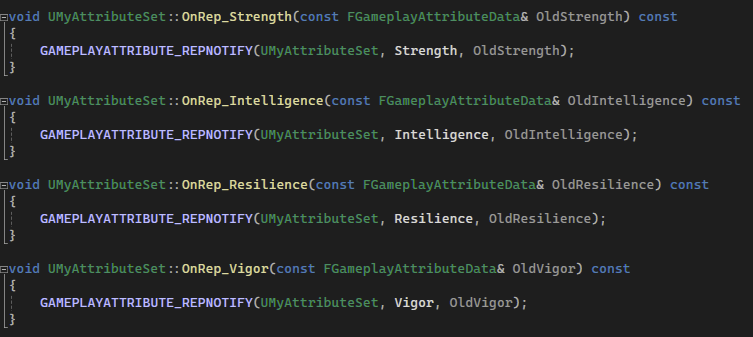 void UMyAttributeSet::OnRep_Strength(const FGameplayAttributeData& OldStrength) const
{
GAMEPLAYATTRIBUTE_REPNOTIFY(UMyAttributeSet, Strength, OldStrength);
}
void UMyAttributeSet::OnRep_Intelligence(const FGameplayAttributeData& OldIntelligence) const
{
GAMEPLAYATTRIBUTE_REPNOTIFY(UMyAttributeSet, Intelligence, OldIntelligence);
}
void UMyAttributeSet::OnRep_Resilience(const FGameplayAttributeData& OldResilience) const
{
GAMEPLAYATTRIBUTE_REPNOTIFY(UMyAttributeSet, Resilience, OldResilience);
}
void UMyAttributeSet::OnRep_Vigor(const FGameplayAttributeData& OldVigor) const
{
GAMEPLAYATTRIBUTE_REPNOTIFY(UMyAttributeSet, Vigor, OldVigor);
}